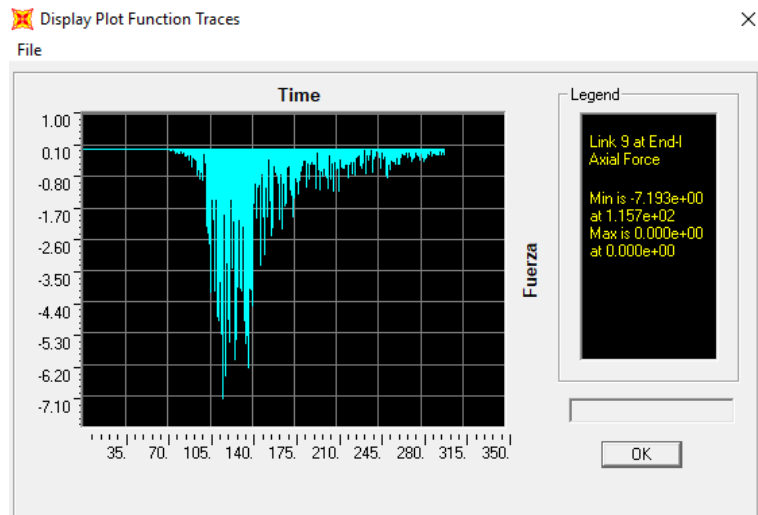 Display Plot Function Traces
File
Time
Legend
1.00
0.10
-0.80
-1.70
-2.60
-3.50
-4.40
-5.30
-6.20
-7.10
Fuerza
Link 9 at End-I
Axial Force
Min is -7.193e+00
at 1.157e+02
Max is 0.000e+00
at 0.000e+00
35. 70. 105. 140. 175. 210. 245. 280. 315. 350.
OK